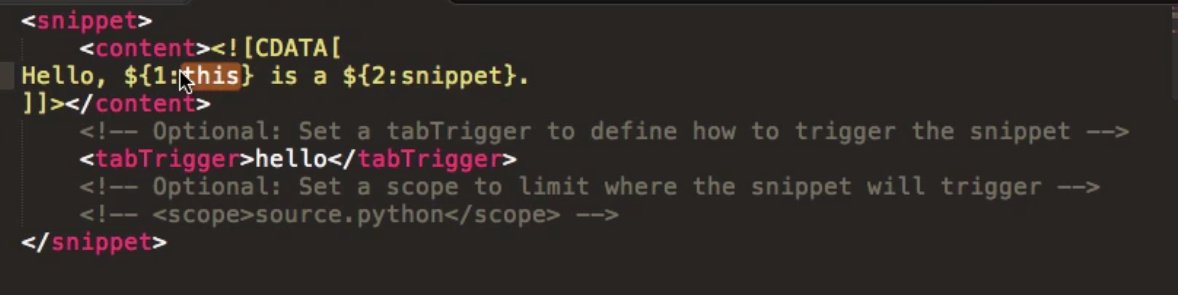 <snippet>
<content><![CDATA[
Hello, ${1:this} is a ${2:snippet}.
]]></content>
<!-- Optional: Set a tabTrigger to define how to trigger the snippet -->
<tabTrigger>hello</tabTrigger>
<!-- Optional: Set a scope to limit where the snippet will trigger -->
<!-- <scope>source.python</scope> -->
</snippet>